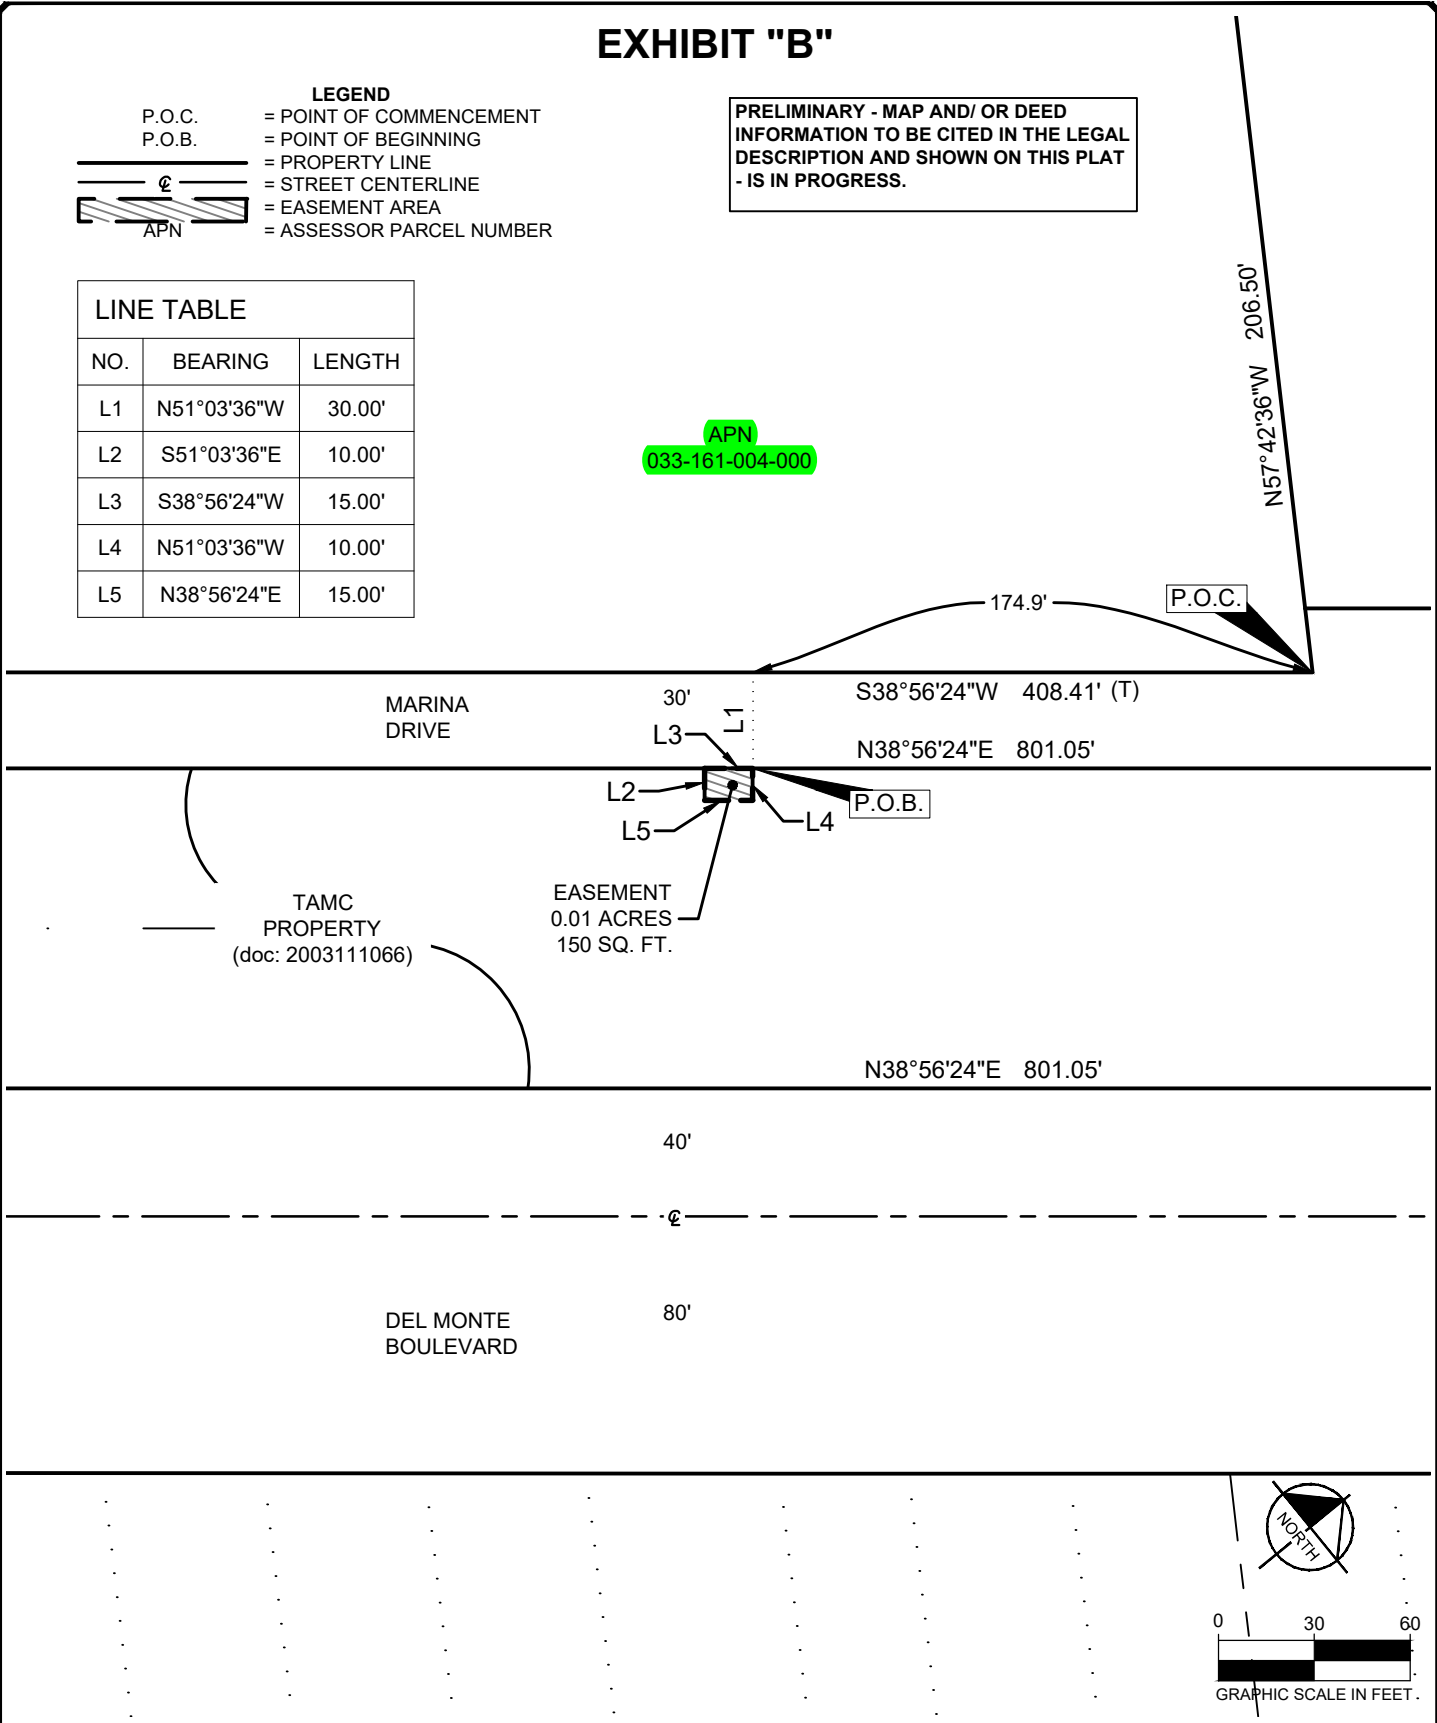 EXHIBIT "B"
LEGEND
P.O.C. = POINT OF COMMENCEMENT
P.O.B. = POINT OF BEGINNING
= PROPERTY LINE
℄ = STREET CENTERLINE
= EASEMENT AREA
APN = ASSESSOR PARCEL NUMBER
PRELIMINARY - MAP AND/ OR DEED
INFORMATION TO BE CITED IN THE LEGAL
DESCRIPTION AND SHOWN ON THIS PLAT
- IS IN PROGRESS.
LINE TABLE
NO. BEARING LENGTH
L1 N51°03'36"W 30.00'
L2 S51°03'36"E 10.00'
L3 S38°56'24"W 15.00'
L4 N51°03'36"W 10.00'
L5 N38°56'24"E 15.00'
N57°42'36"W 206.50'
APN
033-161-004-000
174.9'
P.O.C.
MARINA
DRIVE
30'
L1
S38°56'24"W 408.41' (T)
L3
N38°56'24"E 801.05'
L2
P.O.B.
L5
L4
TAMC
PROPERTY
(doc: 2003111066)
EASEMENT
0.01 ACRES
150 SQ. FT.
N38°56'24"E 801.05'
40'
℄
80'
DEL MONTE
BOULEVARD
NORTH
0 30 60
GRAPHIC SCALE IN FEET